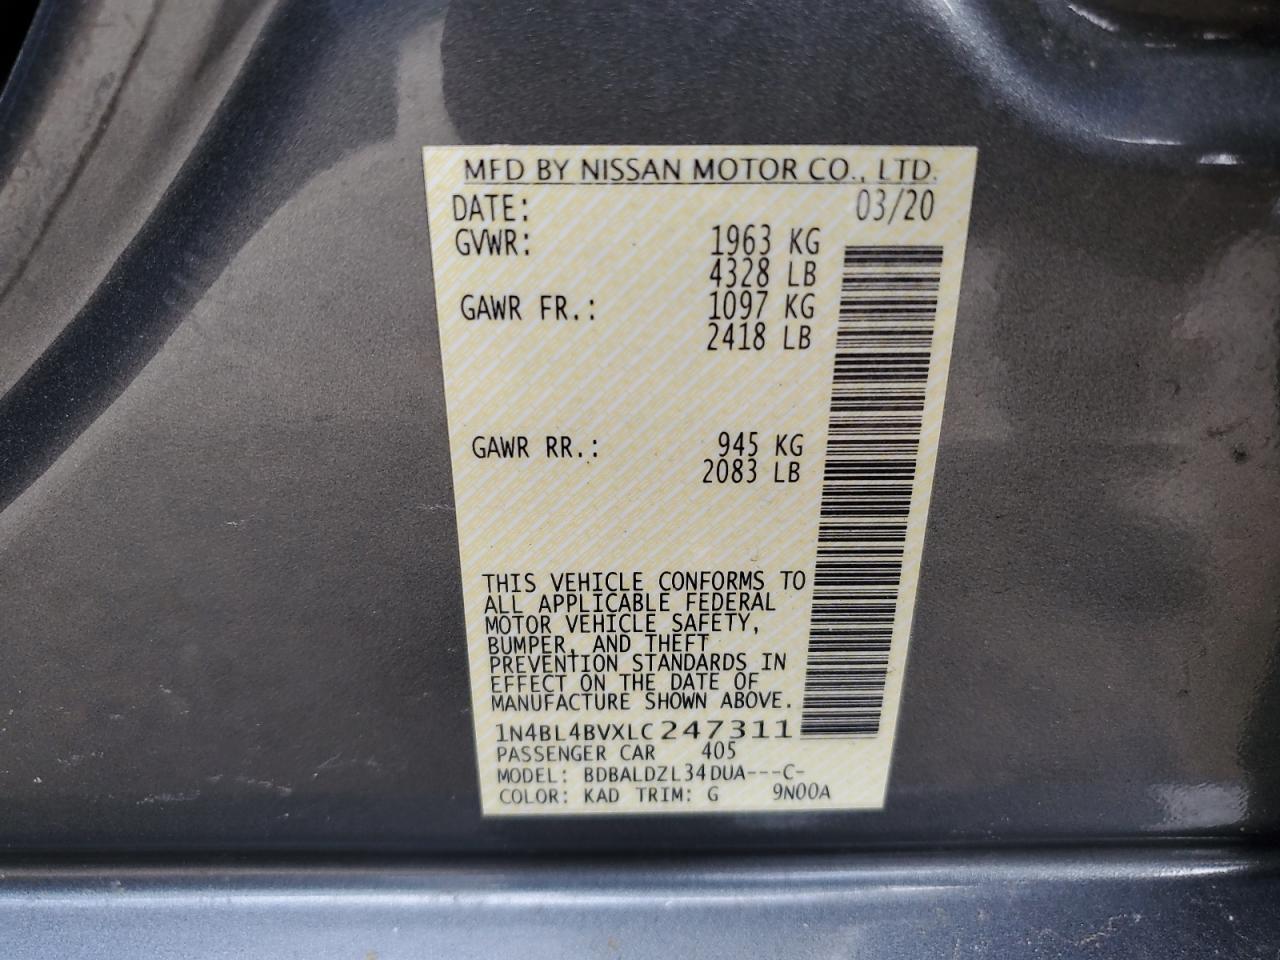 MFD BY NISSAN MOTOR CO., LTD.
DATE: 03/20
GVWR: 1963 KG
4328 LB
GAWR FR.: 1097 KG
2418 LB
GAWR RR.: 945 KG
2083 LB
THIS VEHICLE CONFORMS TO
ALL APPLICABLE FEDERAL
MOTOR VEHICLE SAFETY,
BUMPER, AND THEFT
PREVENTION STANDARDS IN
EFFECT ON THE DATE OF
MANUFACTURE SHOWN ABOVE.
1N4BL4BVXLC247311
PASSENGER CAR 405
MODEL: BDBALDZL34DUA---C-
COLOR: KAD TRIM: G 9N00A